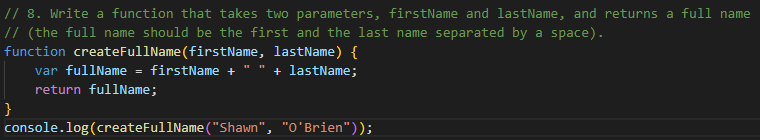 // 8. Write a function that takes two parameters, firstName and lastName, and returns a full name
// (the full name should be the first and the last name separated by a space).
function createFullName(firstName, lastName) {
    var fullName = firstName + " " + lastName;
    return fullName;
}
console.log(createFullName("Shawn", "O'Brien"));